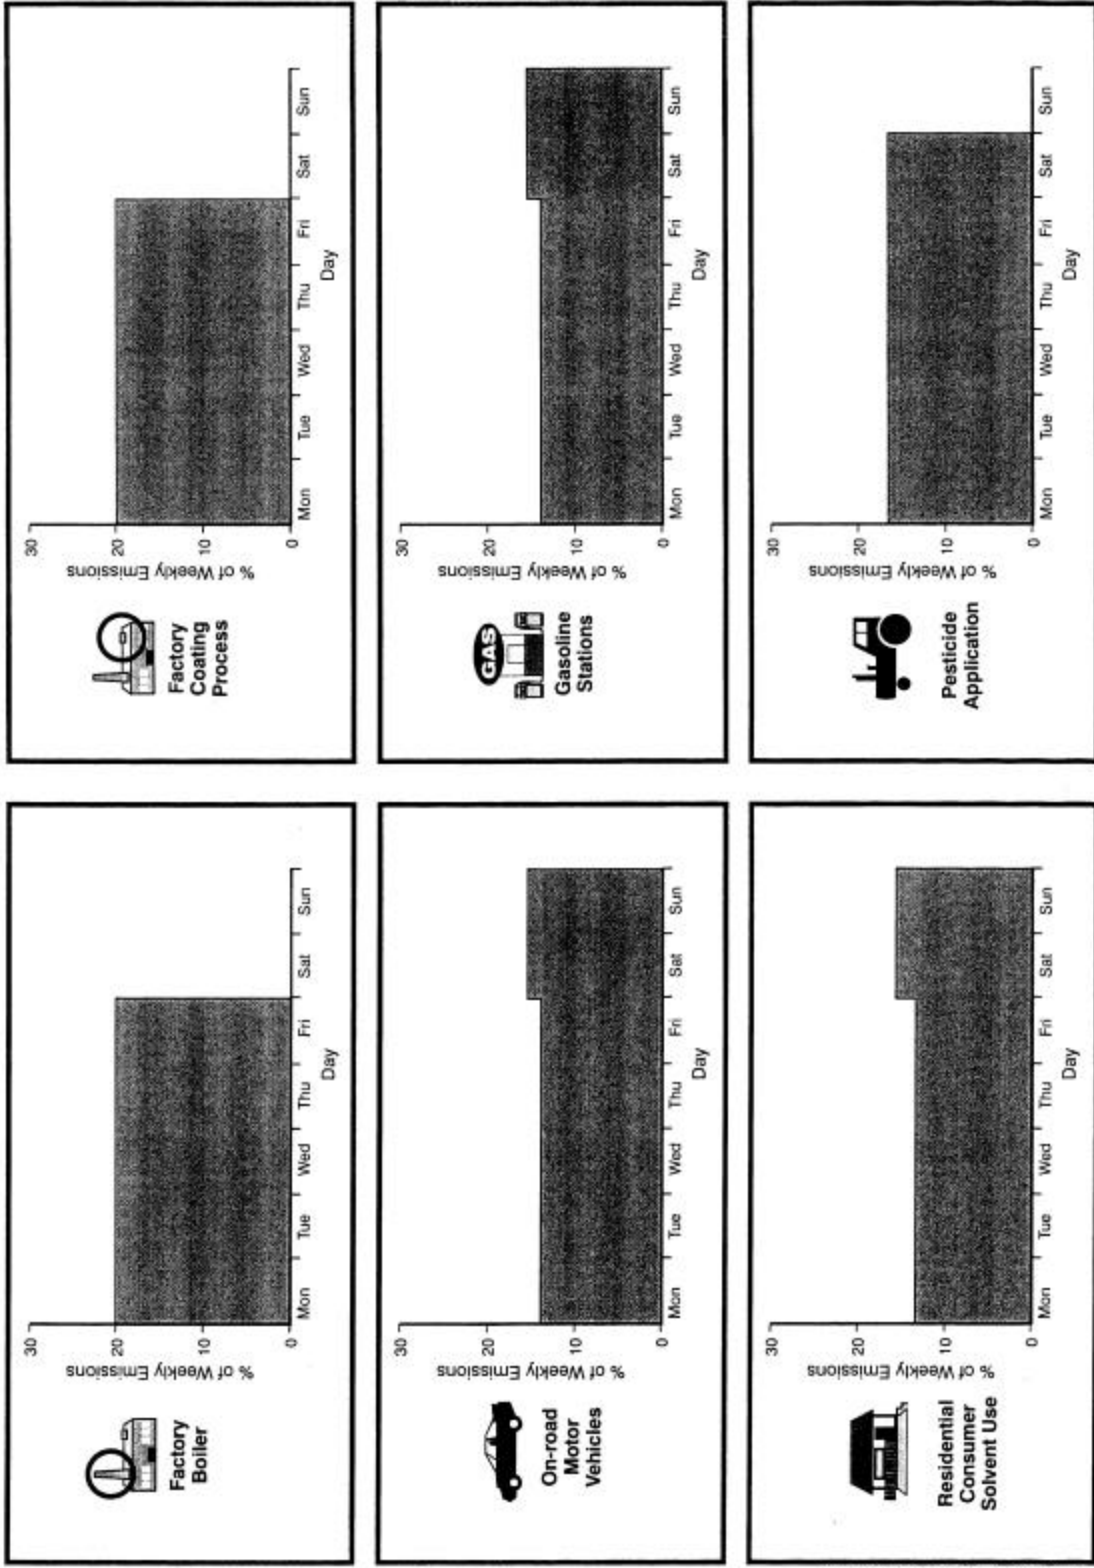 Factory
Boiler
% of Weekly Emissions
30
20
10
0
Mon Tue Wed Thu Fri Sat Sun
Day
Factory
Coating
Process
% of Weekly Emissions
30
20
10
0
Mon Tue Wed Thu Fri Sat Sun
Day
On-road
Motor
Vehicles
% of Weekly Emissions
30
20
10
0
Mon Tue Wed Thu Fri Sat Sun
Day
GAS
Gasoline
Stations
% of Weekly Emissions
30
20
10
0
Mon Tue Wed Thu Fri Sat Sun
Day
Residential
Consumer
Solvent Use
% of Weekly Emissions
30
20
10
0
Mon Tue Wed Thu Fri Sat Sun
Day
Pesticide
Application
% of Weekly Emissions
30
20
10
0
Mon Tue Wed Thu Fri Sat Sun
Day